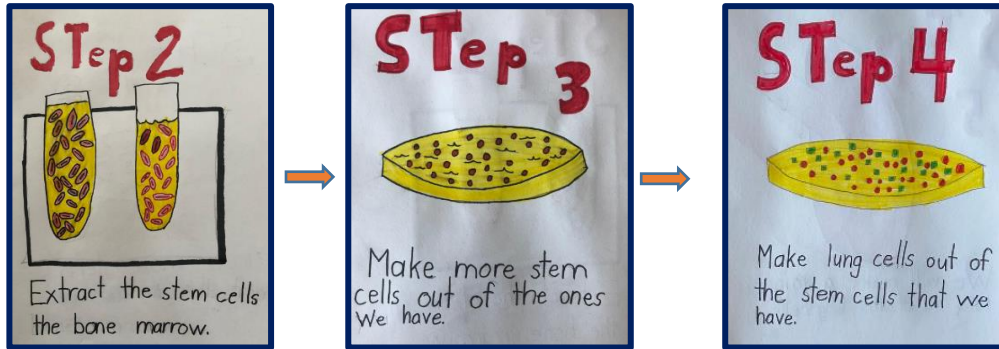 STep 2
Extract the stem cells
the bone marrow.
STep 3
Make more stem
cells out of the ones
We have.
STep 4
Make lung cells out of
the stem cells that we
have.